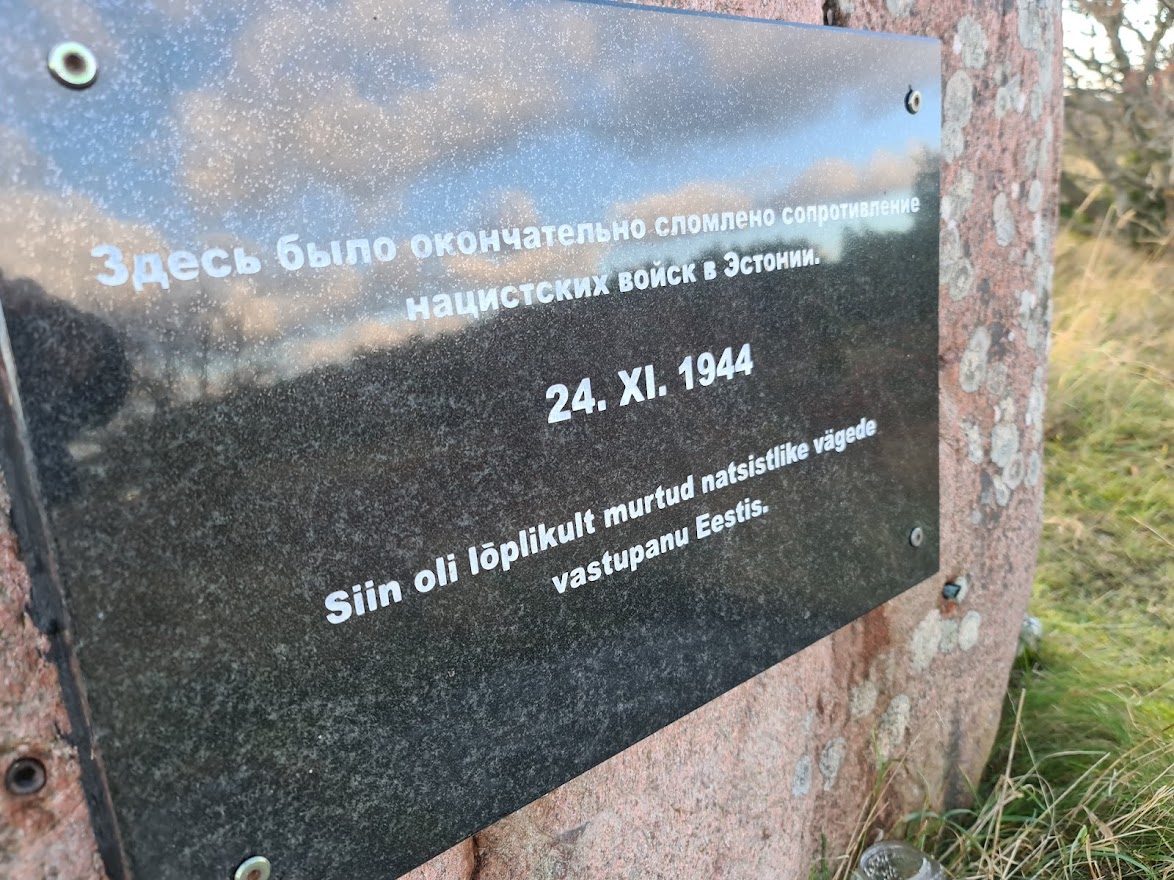 Здесь было окончательно сломлено сопротивление
нацистских войск в Эстонии.
24. XI. 1944
Siin oli lõplikult murtud natsistlike vägede
vastupanu Eestis.